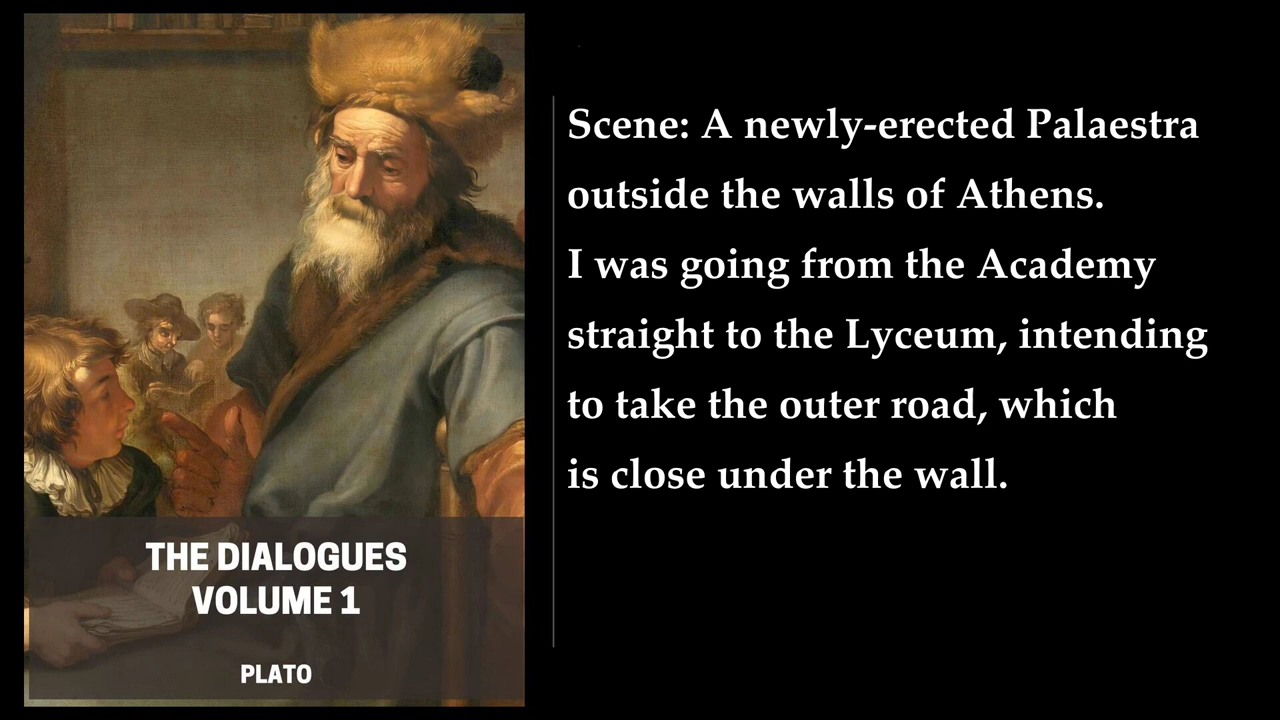 THE DIALOGUES
VOLUME 1
PLATO
Scene: A newly-erected Palaestra
outside the walls of Athens.
I was going from the Academy
straight to the Lyceum, intending
to take the outer road, which
is close under the wall.